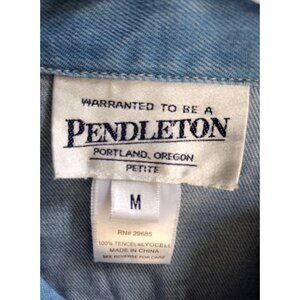 WARRANTED TO BE A
PENDLETON
PORTLAND, OREGON
PETITE
M
RN# 29685
100% TENCEL®LYOCELL
MADE IN CHINA
SEE REVERSE FOR CARE